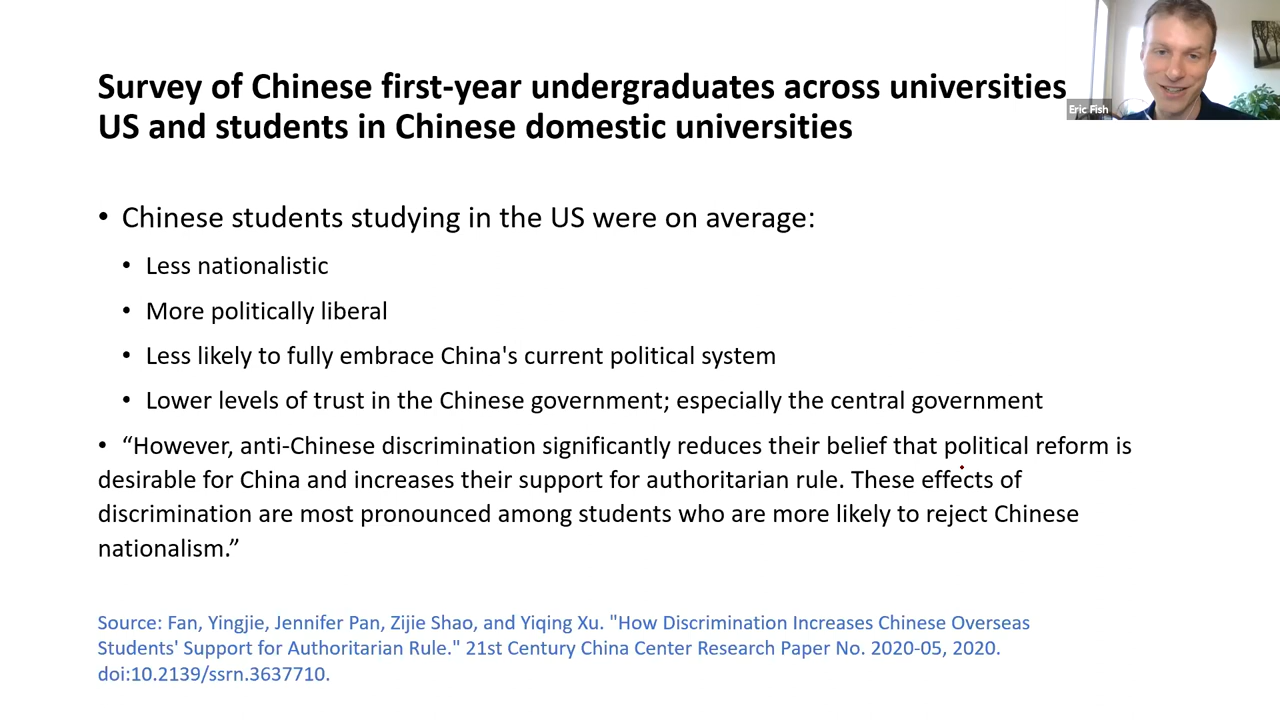 Survey of Chinese first-year undergraduates across universities
US and students in Chinese domestic universities
Eric Fish
• Chinese students studying in the US were on average:
• Less nationalistic
• More politically liberal
• Less likely to fully embrace China's current political system
• Lower levels of trust in the Chinese government; especially the central government
• “However, anti-Chinese discrimination significantly reduces their belief that political reform is
desirable for China and increases their support for authoritarian rule. These effects of
discrimination are most pronounced among students who are more likely to reject Chinese
nationalism.”
Source: Fan, Yingjie, Jennifer Pan, Zijie Shao, and Yiqing Xu. "How Discrimination Increases Chinese Overseas
Students' Support for Authoritarian Rule." 21st Century China Center Research Paper No. 2020-05, 2020.
doi:10.2139/ssrn.3637710.